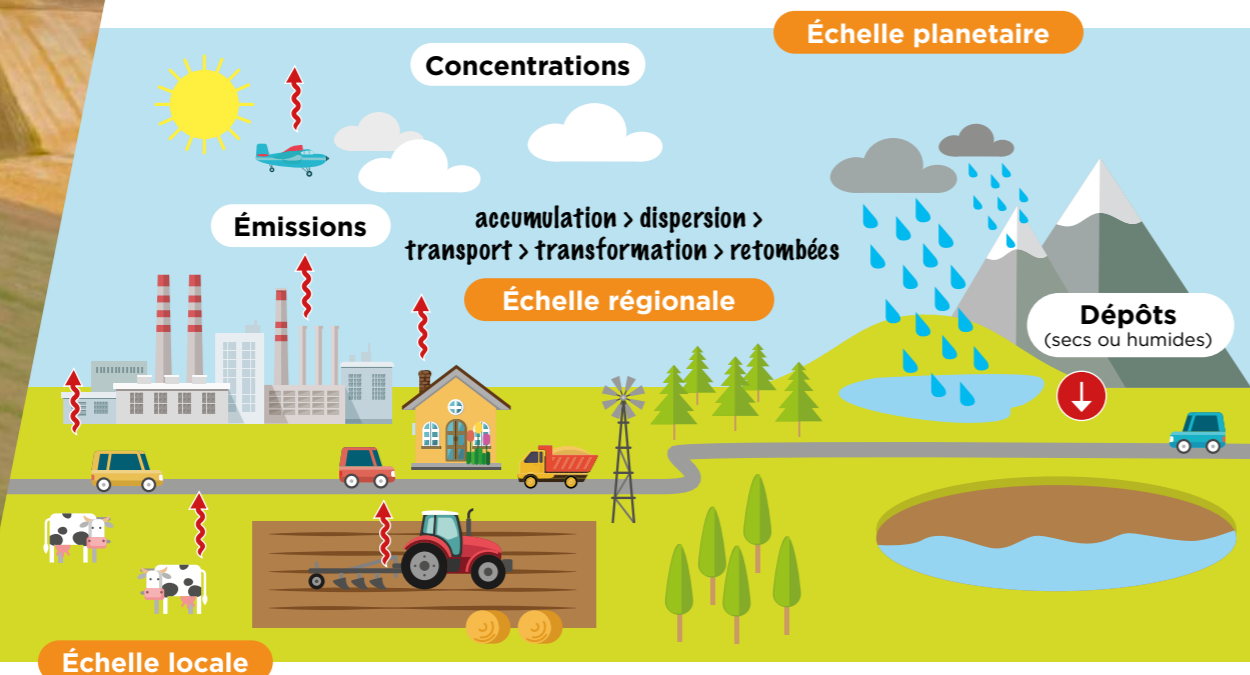 Échelle planetaire
Concentrations
Émissions
accumulation > dispersion >
transport > transformation > retombées
Échelle régionale
Dépôts
(secs ou humides)
Échelle locale